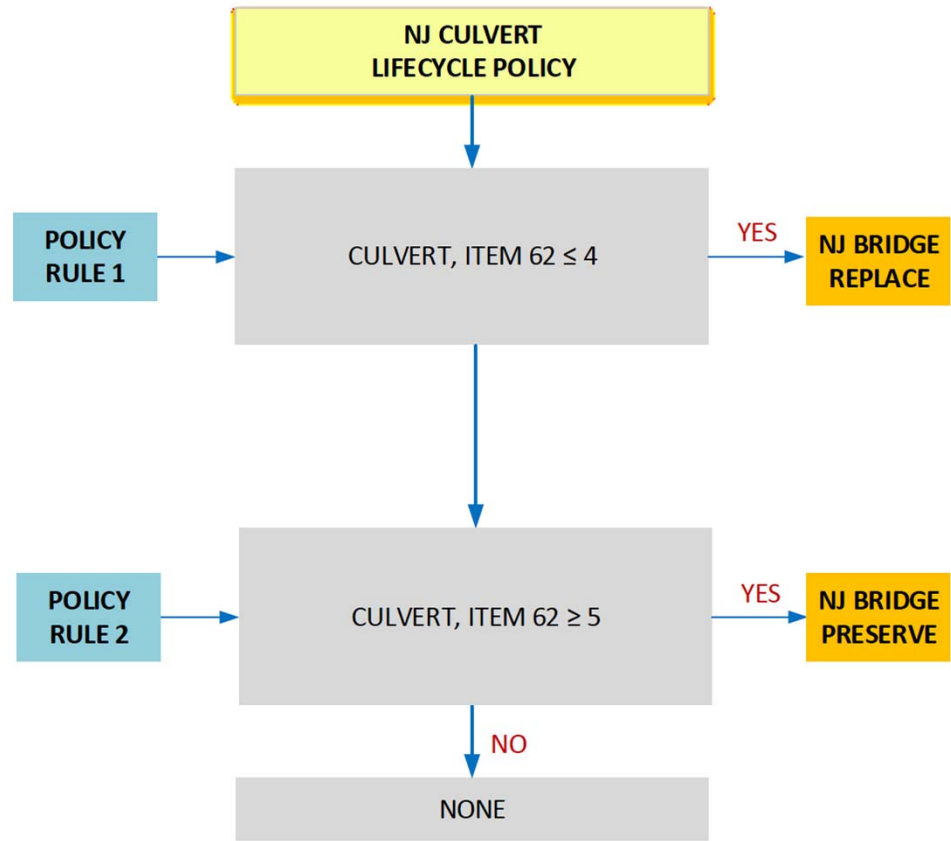 NJ CULVERT
LIFECYCLE POLICY
POLICY
RULE 1
CULVERT, ITEM 62 ≤ 4
YES
NJ BRIDGE
REPLACE
POLICY
RULE 2
CULVERT, ITEM 62 ≥ 5
YES
NJ BRIDGE
PRESERVE
NO
NONE